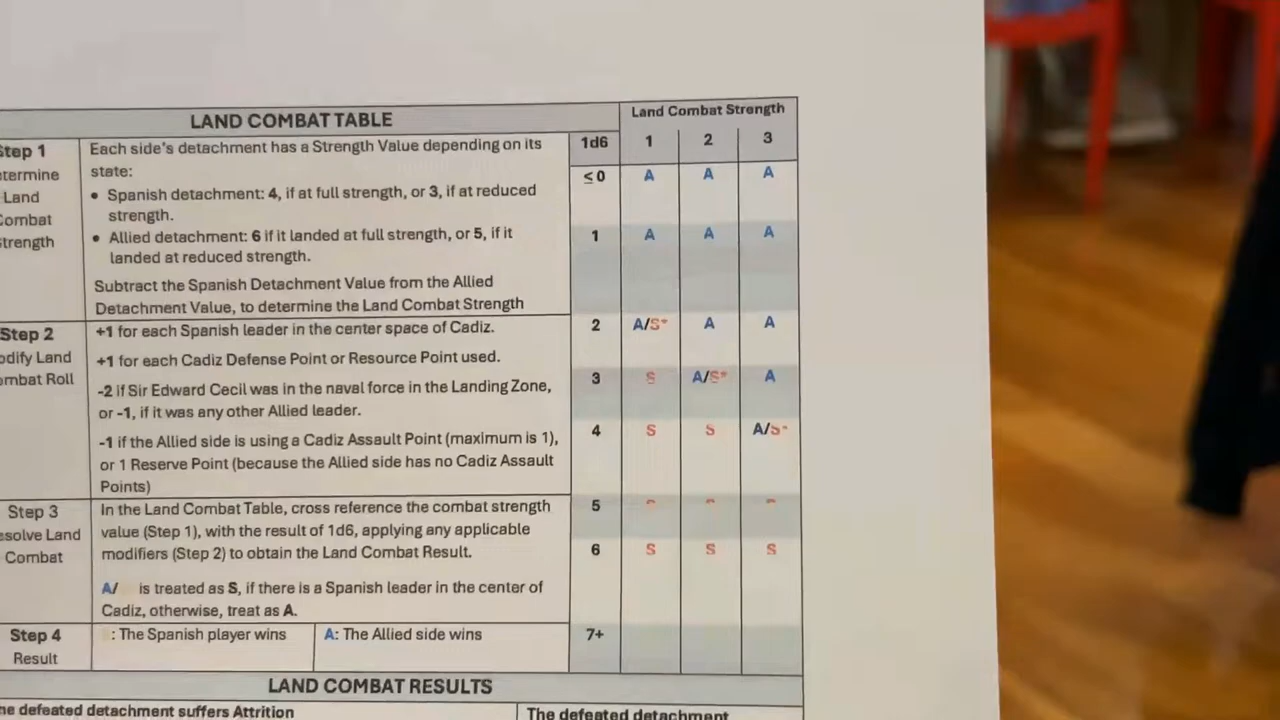 LAND COMBAT TABLE
Land Combat Strength
1d6 1 2 3
Step 1
Land
Each side's detachment has a Strength Value depending on its
state:
• Spanish detachment: 4, if at full strength, or 3, if at reduced
strength.
• Allied detachment: 6 if it landed at full strength, or 5, if it
landed at reduced strength.
Subtract the Spanish Detachment Value from the Allied
Detachment Value, to determine the Land Combat Strength
≤0 A A A
1 A A A
Step 2
+1 for each Spanish leader in the center space of Cadiz.
+1 for each Cadiz Defense Point or Resource Point used.
-2 if Sir Edward Cecil was in the naval force in the Landing Zone,
or -1, if it was any other Allied leader.
-1 if the Allied side is using a Cadiz Assault Point (maximum is 1),
or 1 Reserve Point (because the Allied side has no Cadiz Assault
Points)
2 A/S* A A
3 S A/S* A
4 S S A/S*
Step 3
Combat
In the Land Combat Table, cross reference the combat strength
value (Step 1), with the result of 1d6, applying any applicable
modifiers (Step 2) to obtain the Land Combat Result.
A/ is treated as S, if there is a Spanish leader in the center of
Cadiz, otherwise, treat as A.
5
6 S S S
Step 4
Result
: The Spanish player wins
A: The Allied side wins
7+
LAND COMBAT RESULTS
defeated detachment suffers Attrition
The defeated detachment